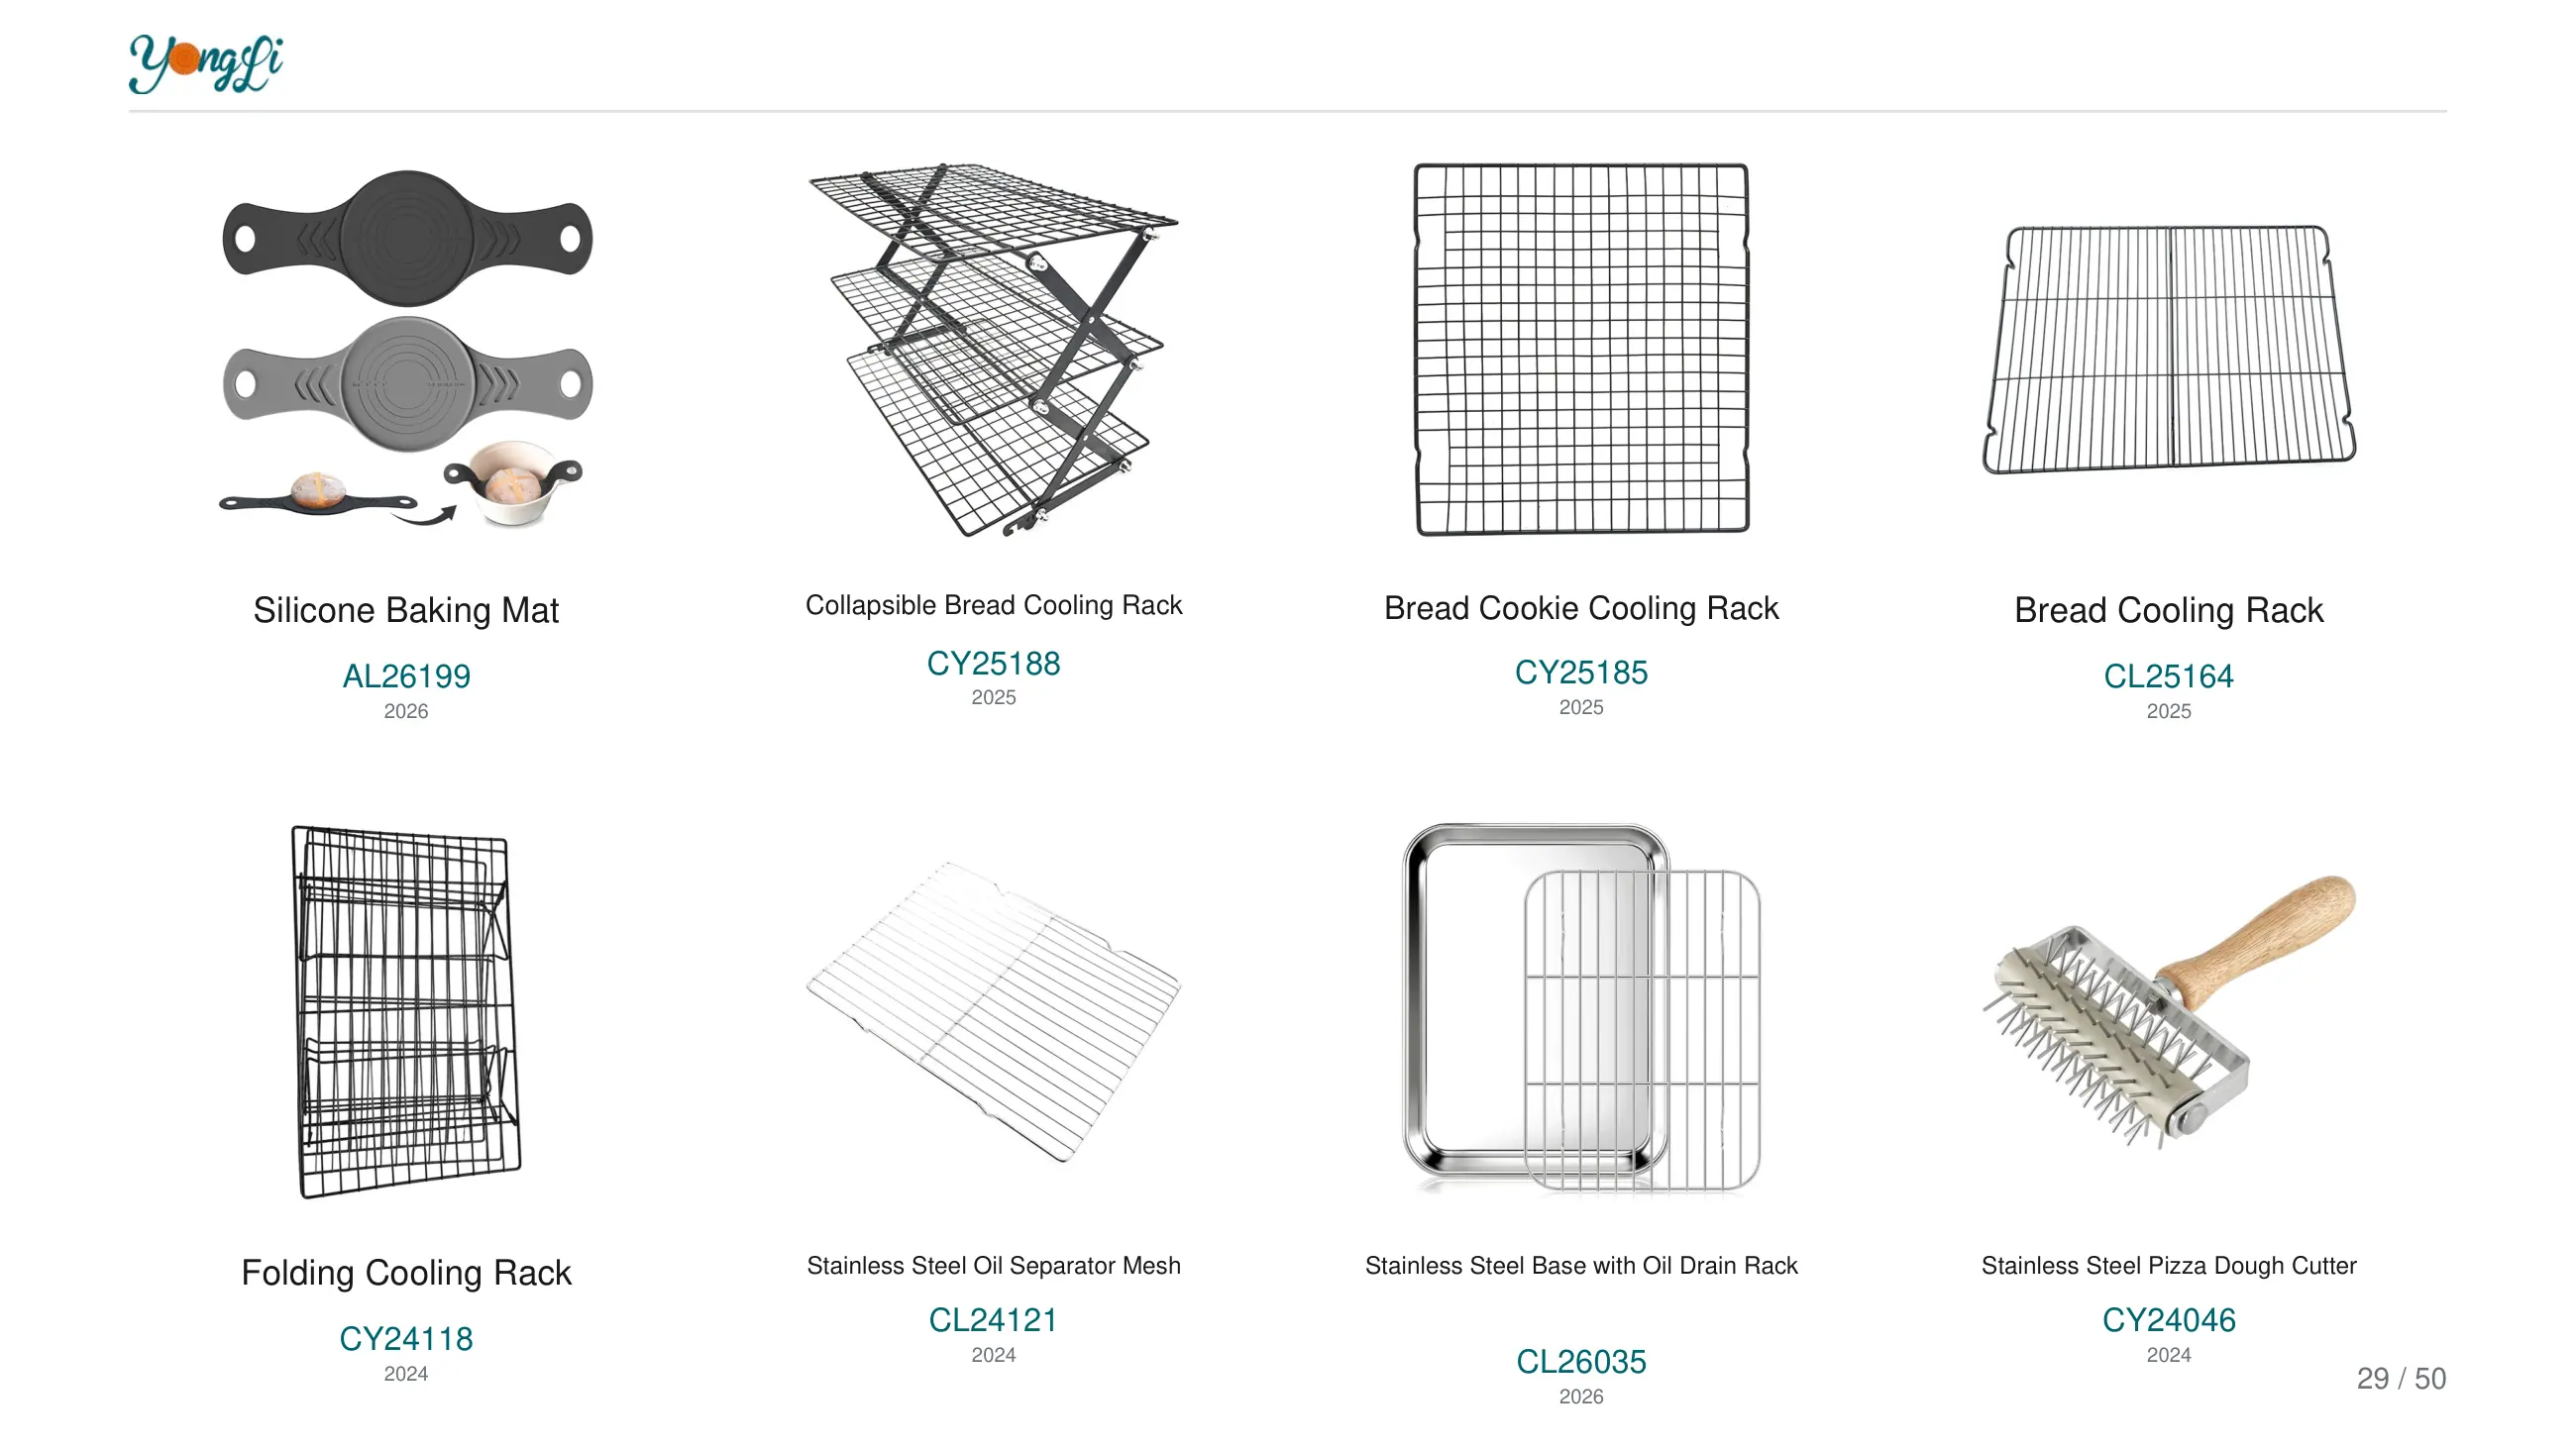 YongLi
Silicone Baking Mat
AL26199
2026
Collapsible Bread Cooling Rack
CY25188
2025
Bread Cookie Cooling Rack
CY25185
2025
Bread Cooling Rack
CL25164
2025
Folding Cooling Rack
CY24118
2024
Stainless Steel Oil Separator Mesh
CL24121
2024
Stainless Steel Base with Oil Drain Rack
CL26035
2026
Stainless Steel Pizza Dough Cutter
CY24046
2024
29 / 50